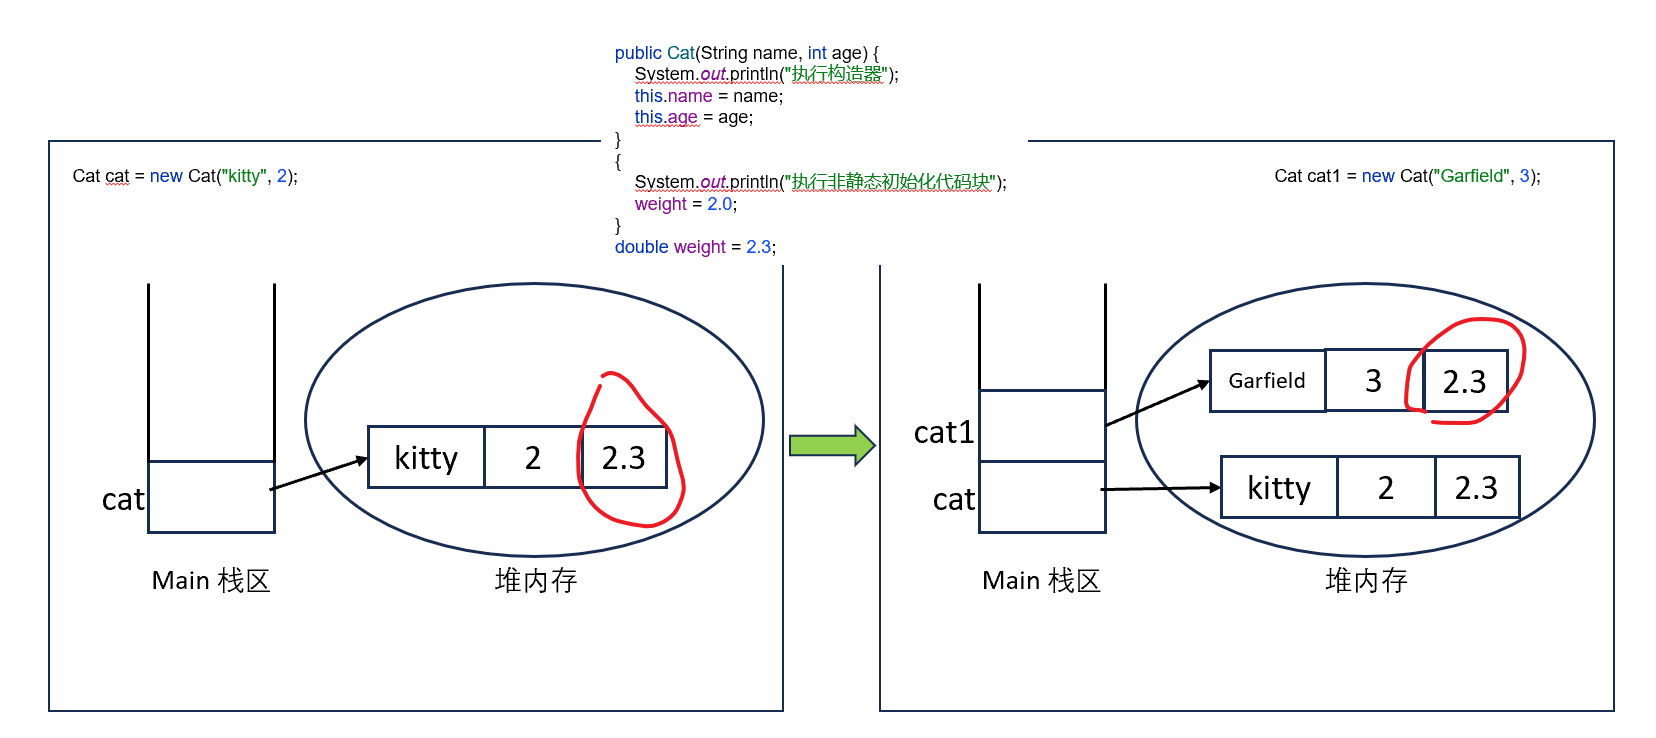 public Cat(String name, int age) {
System.out.println("执行构造器");
this.name = name;
this.age = age;
}
{
System.out.println("执行非静态初始化代码块");
weight = 2.0;
}
double weight = 2.3;
Cat cat = new Cat("kitty", 2);
kitty 2 2.3
cat
Main 栈区
堆内存
Cat cat1 = new Cat("Garfield", 3);
Garfield 3 2.3
cat1
kitty 2 2.3
cat
Main 栈区
堆内存